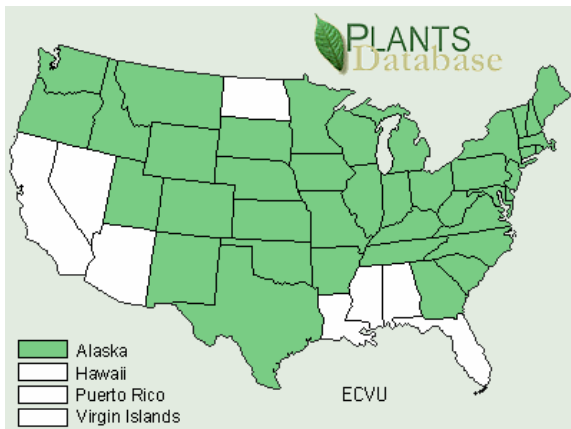 PLANTS
Database
Alaska
Hawaii
Puerto Rico
Virgin Islands
ECVU